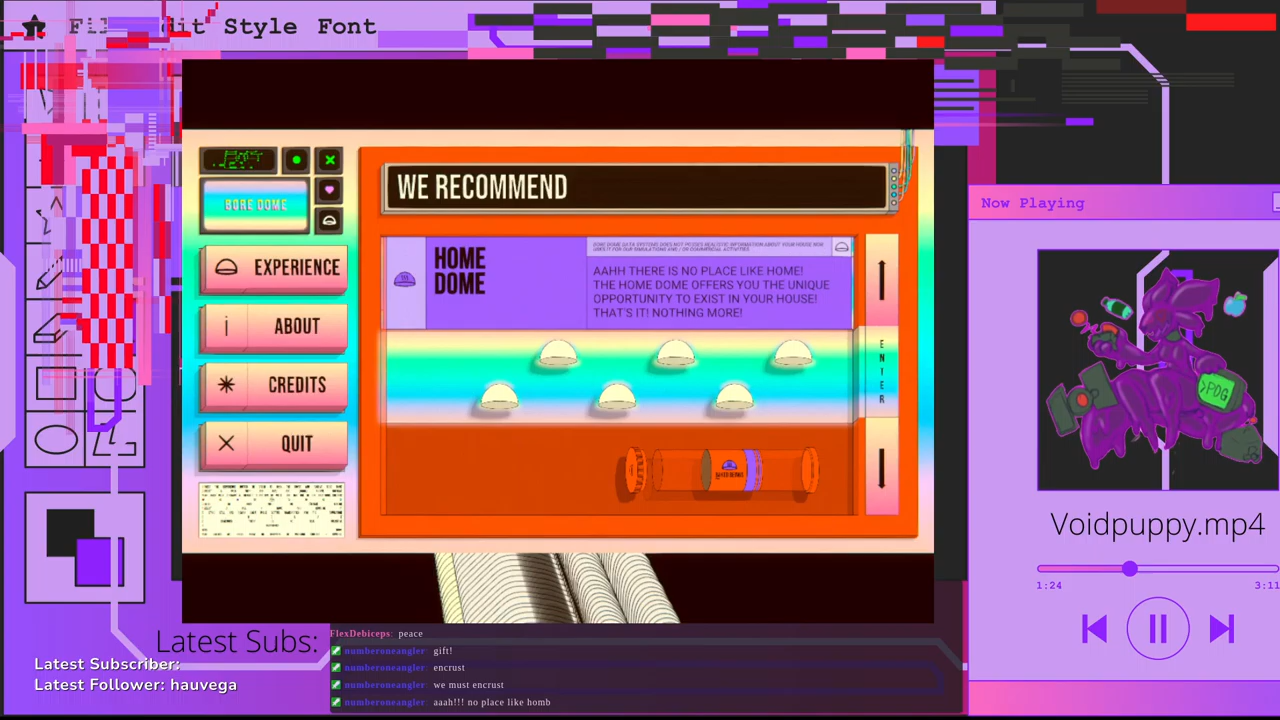 Style Font
BORE DOME
EXPERIENCE
i ABOUT
CREDITS
QUIT
WE RECOMMEND
HOME
DOME
AAHH THERE IS NO PLACE LIKE HOME!
THE HOME DOME OFFERS YOU THE UNIQUE
OPPORTUNITY TO EXIST IN YOUR HOUSE!
THAT'S IT! NOTHING MORE!
ENTER
Now Playing
>POG
Voidpuppy.mp4
1:24 3:11
Latest Subs:
Latest Subscriber:
Latest Follower: hauvega
FlexDebiceps: peace
numberoneangler: gift!
numberoneangler: encrust
numberoneangler: we must encrust
numberoneangler: aaah!!! no place like homb